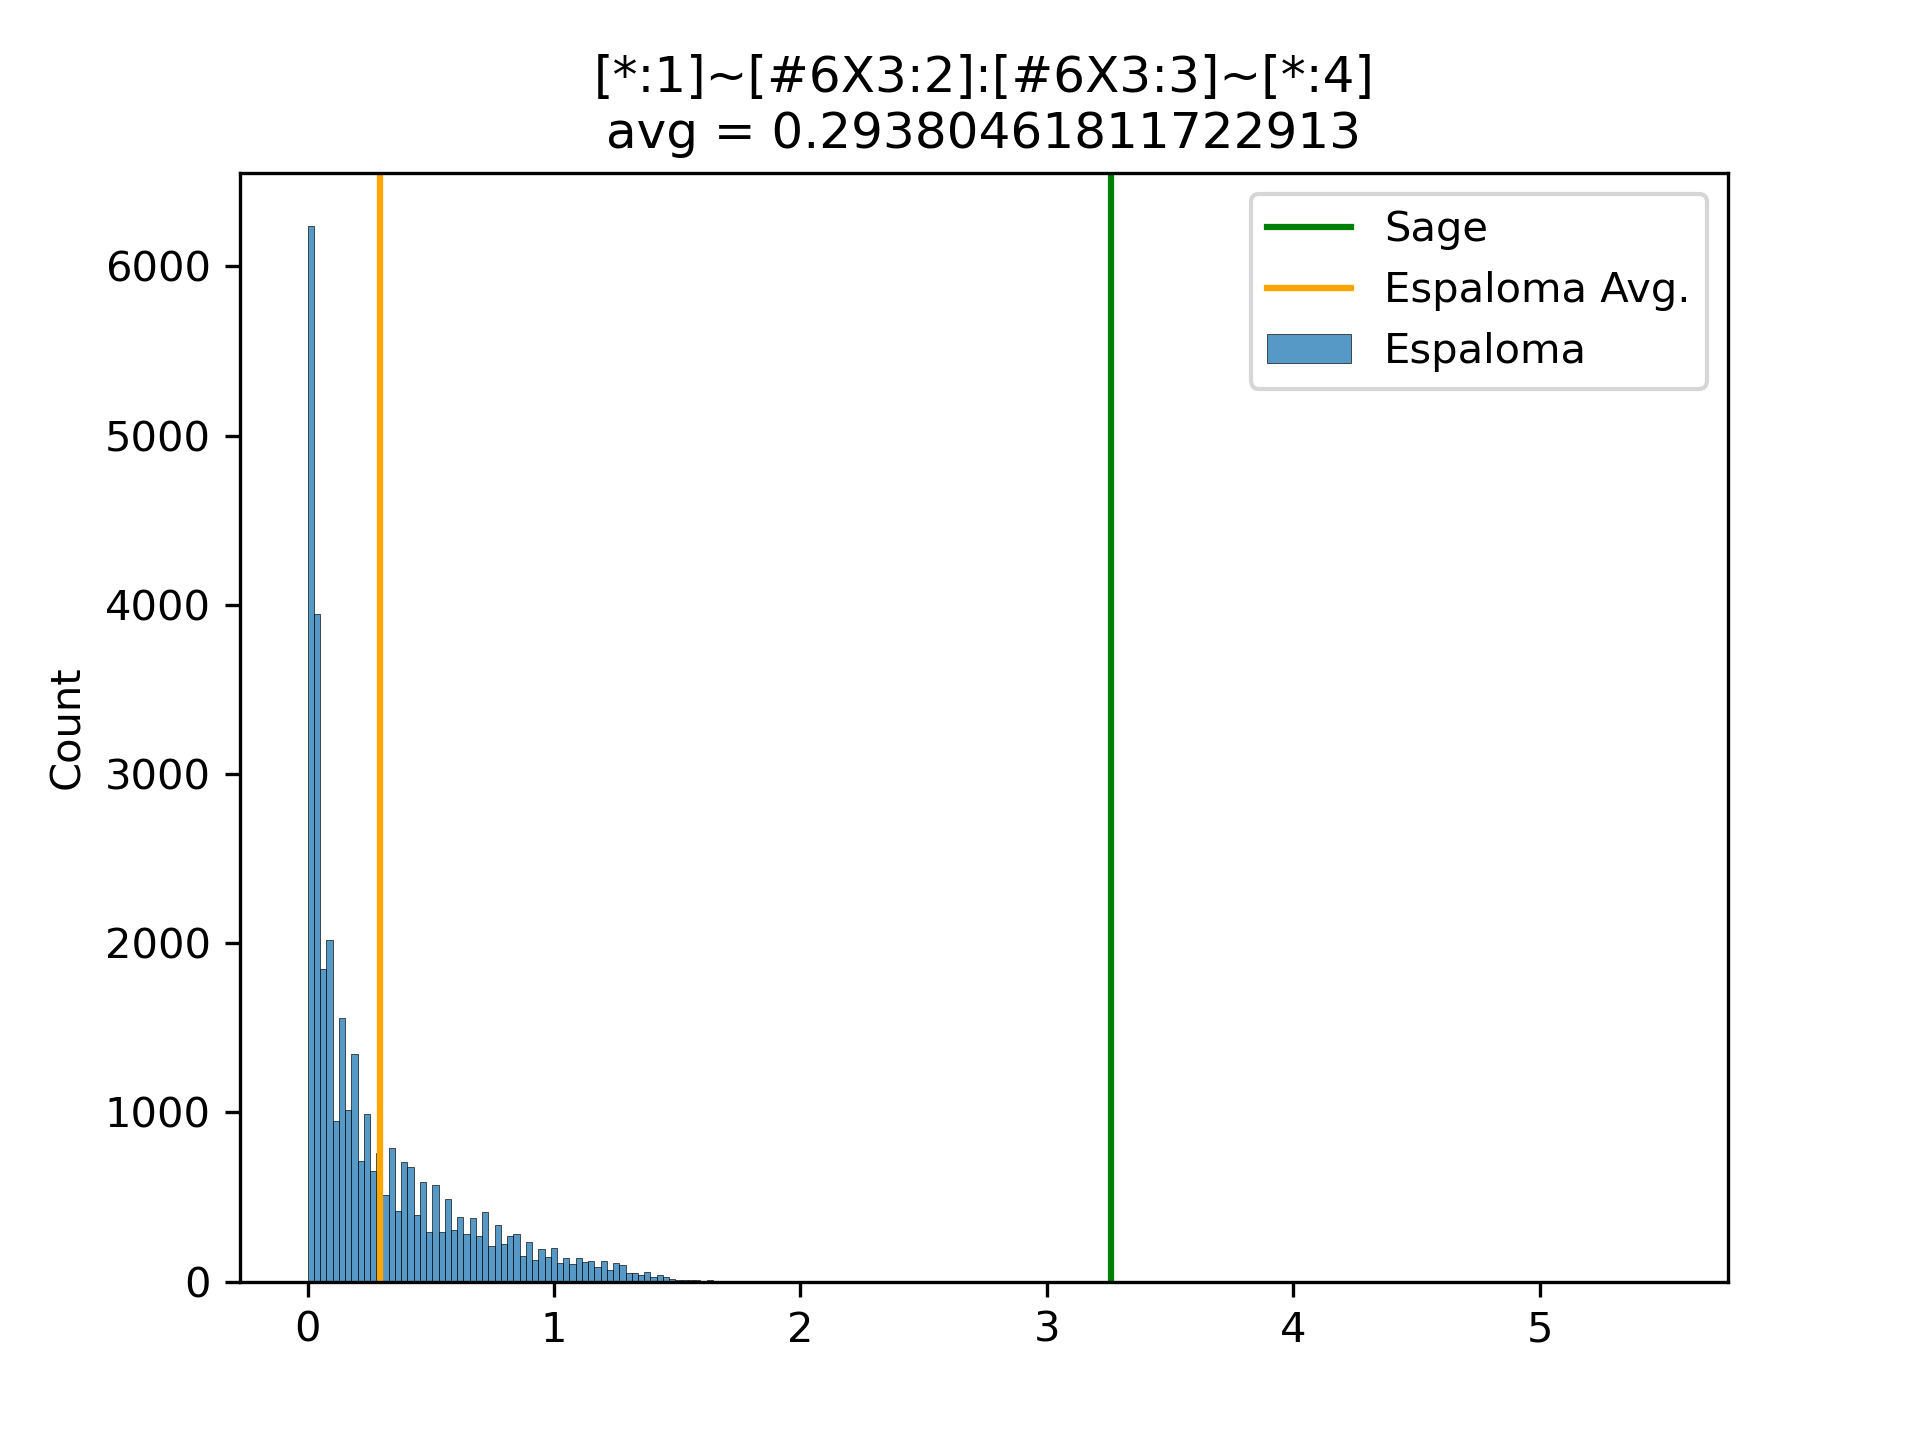 [*:1]~[#6X3:2]:[#6X3:3]~[*:4]
avg = 0.29380461811722913
Sage
Espaloma Avg.
Espaloma
Count
6000
5000
4000
3000
2000
1000
0
0 1 2 3 4 5